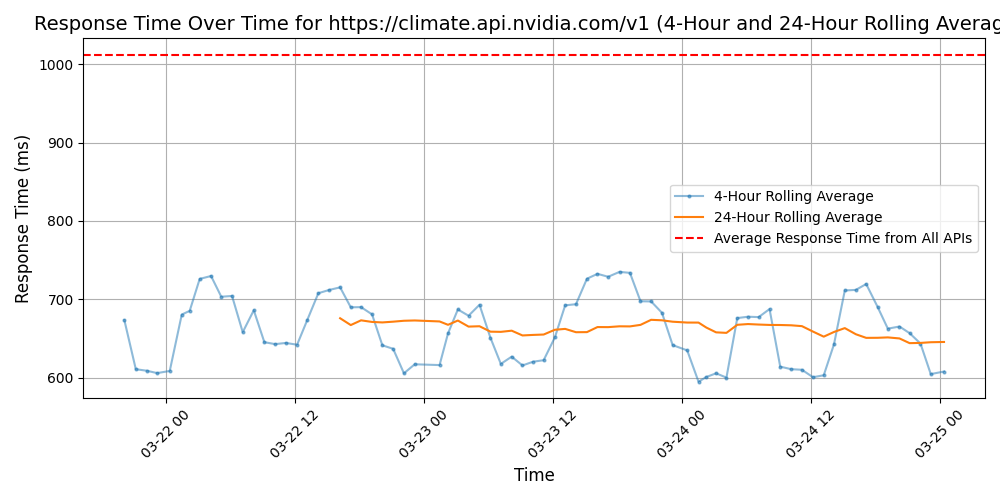 Response Time Over Time for https://climate.api.nvidia.com/v1 (4-Hour and 24-Hour Rolling Averag
1000
900
800
700
600
Response Time (ms)
4-Hour Rolling Average
24-Hour Rolling Average
Average Response Time from All APIs
03-22 00
03-22 12
03-23 00
03-23 12
03-24 00
03-24 12
03-25 00
Time